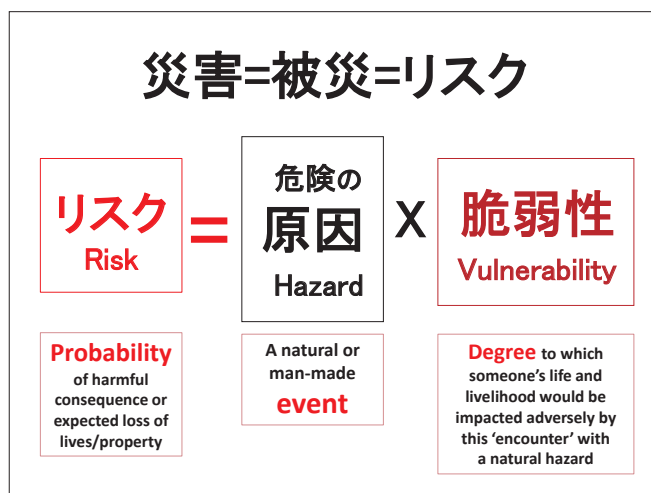 災害=被災=リスク
リスク
Risk
=
危険の
原因
Hazard
X
脆弱性
Vulnerability
Probability
of harmful
consequence or
expected loss of
lives/property
A natural or
man-made
event
Degree to which
someone's life and
livelihood would be
impacted adversely by
this 'encounter' with
a natural hazard